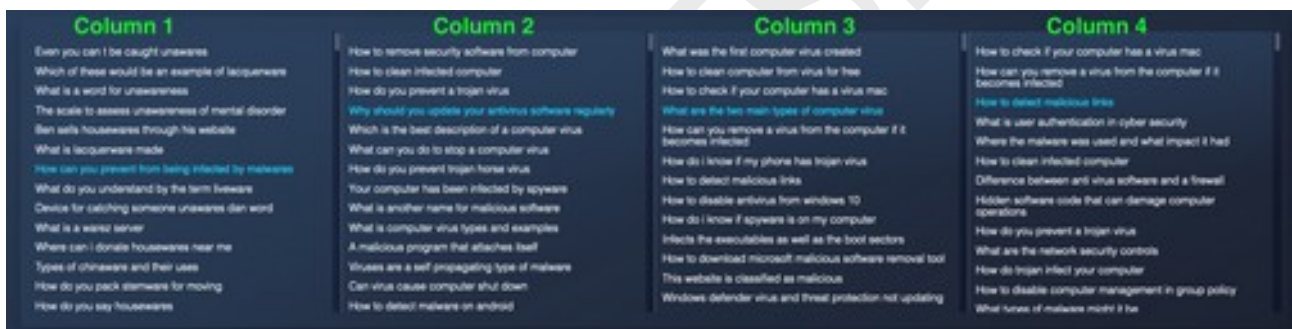 Column 1
Even you can t be caught unawares
Which of these would be an example of lacquerware
What is a word for unawareness
The scale to assess unawareness of mental disorder
Ben sells housewares through his website
What is lacquerware made
How can you prevent from being infected by malwares
What do you understand by the term liveware
Device for catching someone unawares dan word
What is a warez server
Where can i donate housewares near me
Types of chinaware and their uses
How do you pack stemware for moving
How do you say housewares
Column 2
How to remove security software from computer
How to clean infected computer
How do you prevent a trojan virus
Why should you update your antivirus software regularly
Which is the best description of a computer virus
What can you do to stop a computer virus
How do you prevent trojan horse virus
Your computer has been infected by spyware
What is another name for malicious software
What is computer virus types and examples
A malicious program that attaches itself
Viruses are a self propagating type of malware
Can virus cause computer shut down
How to detect malware on android
Column 3
What was the first computer virus created
How to clean computer from virus for free
How to check if your computer has a virus mac
What are the two main types of computer virus
How can you remove a virus from the computer if it
becomes infected
How do i know if my phone has trojan virus
How to detect malicious links
How to disable antivirus from windows 10
How do i know if spyware is on my computer
Infects the executables as well as the boot sectors
How to download microsoft malicious software removal tool
This website is classified as malicious
Windows defender virus and threat protection not updating
Column 4
How to check if your computer has a virus mac
How can you remove a virus from the computer if it
becomes infected
How to detect malicious links
What is user authentication in cyber security
Where the malware was used and what impact it had
How to clean infected computer
Difference between anti virus software and a firewall
Hidden software code that can damage computer
operations
How do you prevent a trojan virus
What are the network security controls
How do trojan infect your computer
How to disable computer management in group policy
What types of malware might it be